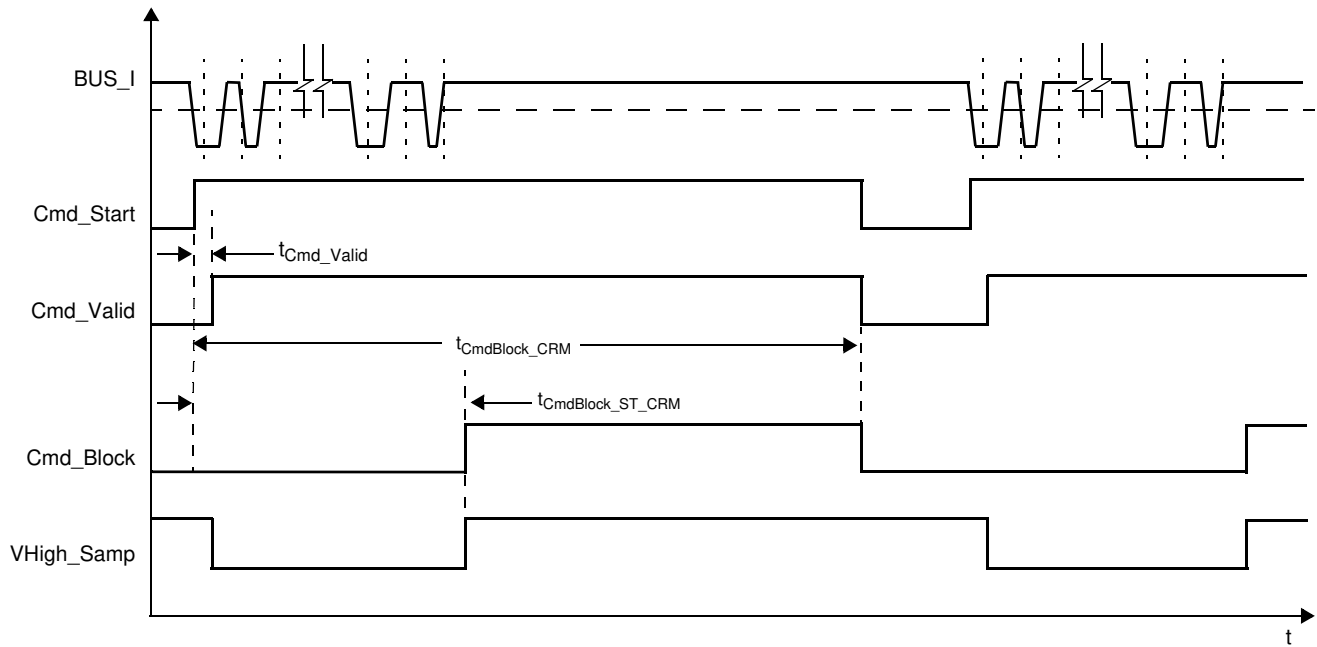 BUS_I
Cmd_Start
tCmd_Valid
Cmd_Valid
tCmdBlock_CRM
tCmdBlock_ST_CRM
Cmd_Block
VHigh_Samp
t